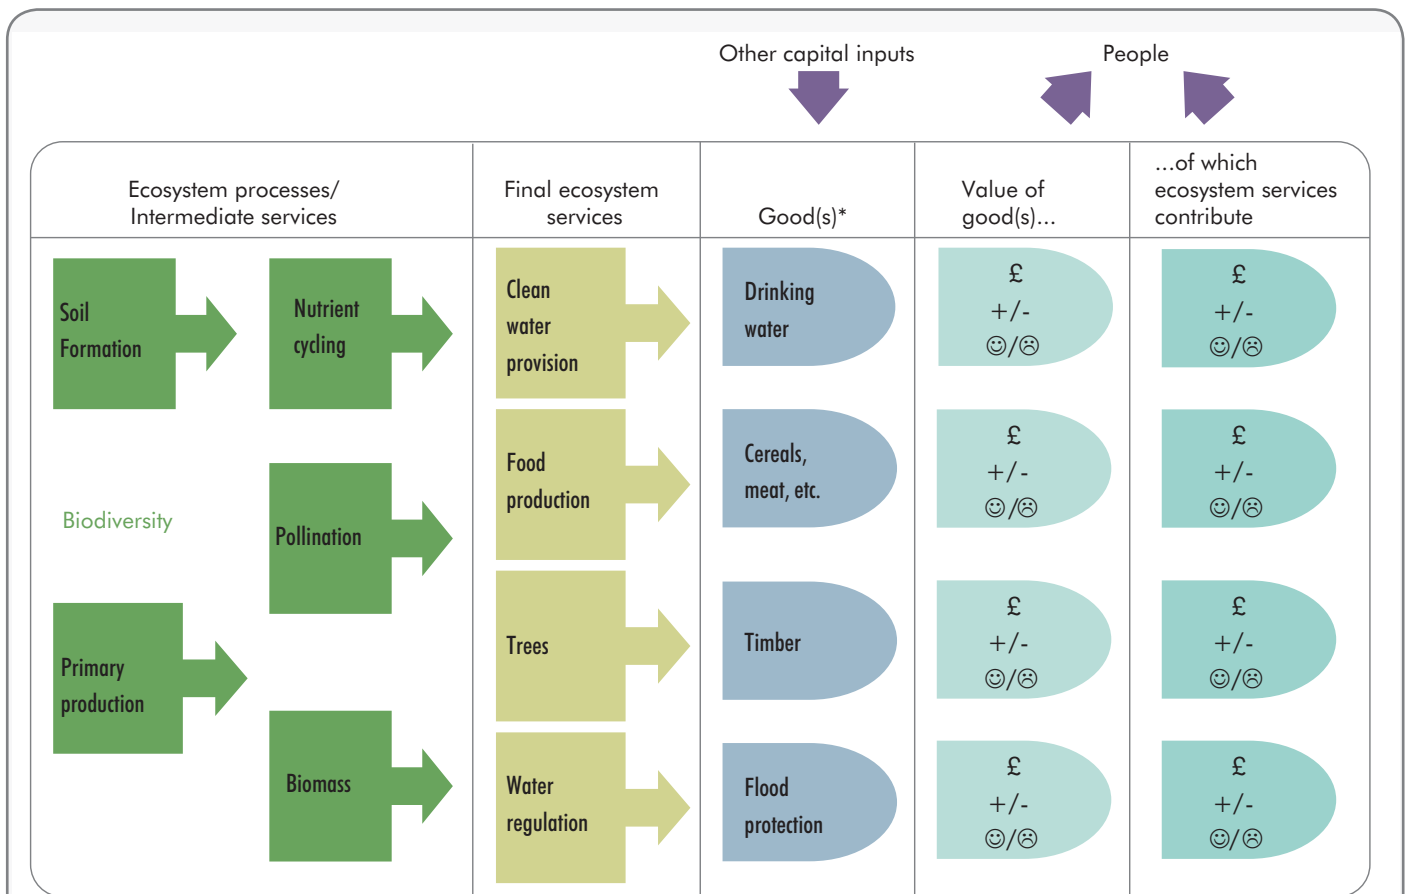 Other capital inputs
People
Ecosystem processes/
Intermediate services
Final ecosystem
services
Good(s)*
Value of
good(s)...
...of which
ecosystem services
contribute
Soil
Formation
Nutrient
cycling
Biodiversity
Pollination
Primary
production
Biomass
Clean
water
provision
Food
production
Trees
Water
regulation
Drinking
water
Cereals,
meat, etc.
Timber
Flood
protection
£
+/-
☺/☹
£
+/-
☺/☹
£
+/-
☺/☹
£
+/-
☺/☹
£
+/-
☺/☹
£
+/-
☺/☹
£
+/-
☺/☹
£
+/-
☺/☹